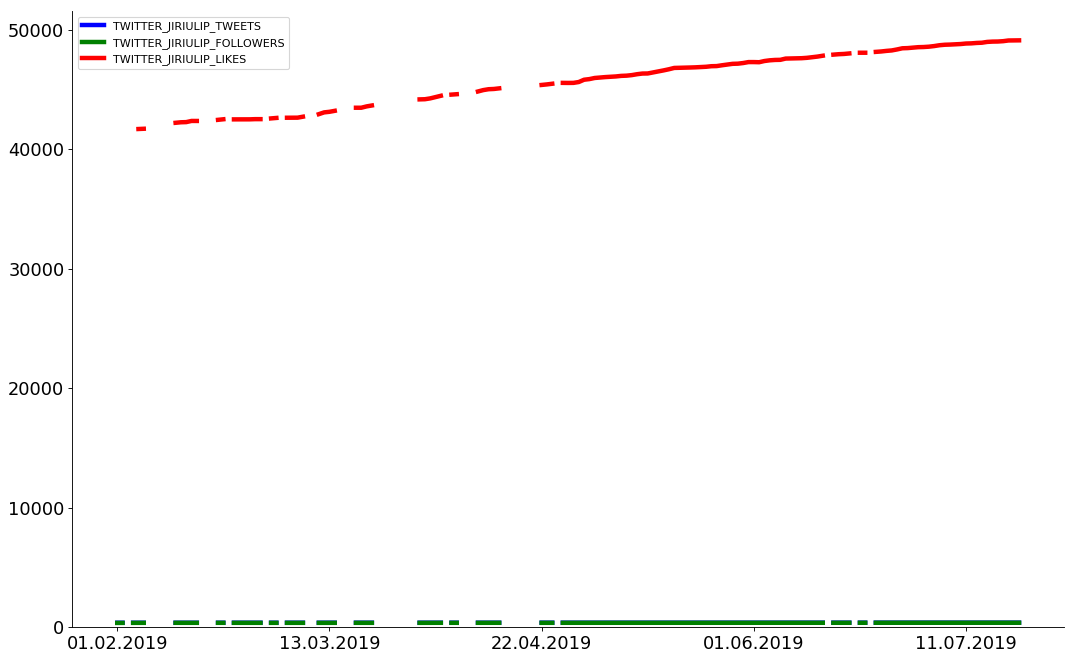 TWITTER_JIRIULIP_TWEETS
TWITTER_JIRIULIP_FOLLOWERS
TWITTER_JIRIULIP_LIKES
50000
40000
30000
20000
10000
0
01.02.2019 13.03.2019 22.04.2019 01.06.2019 11.07.2019